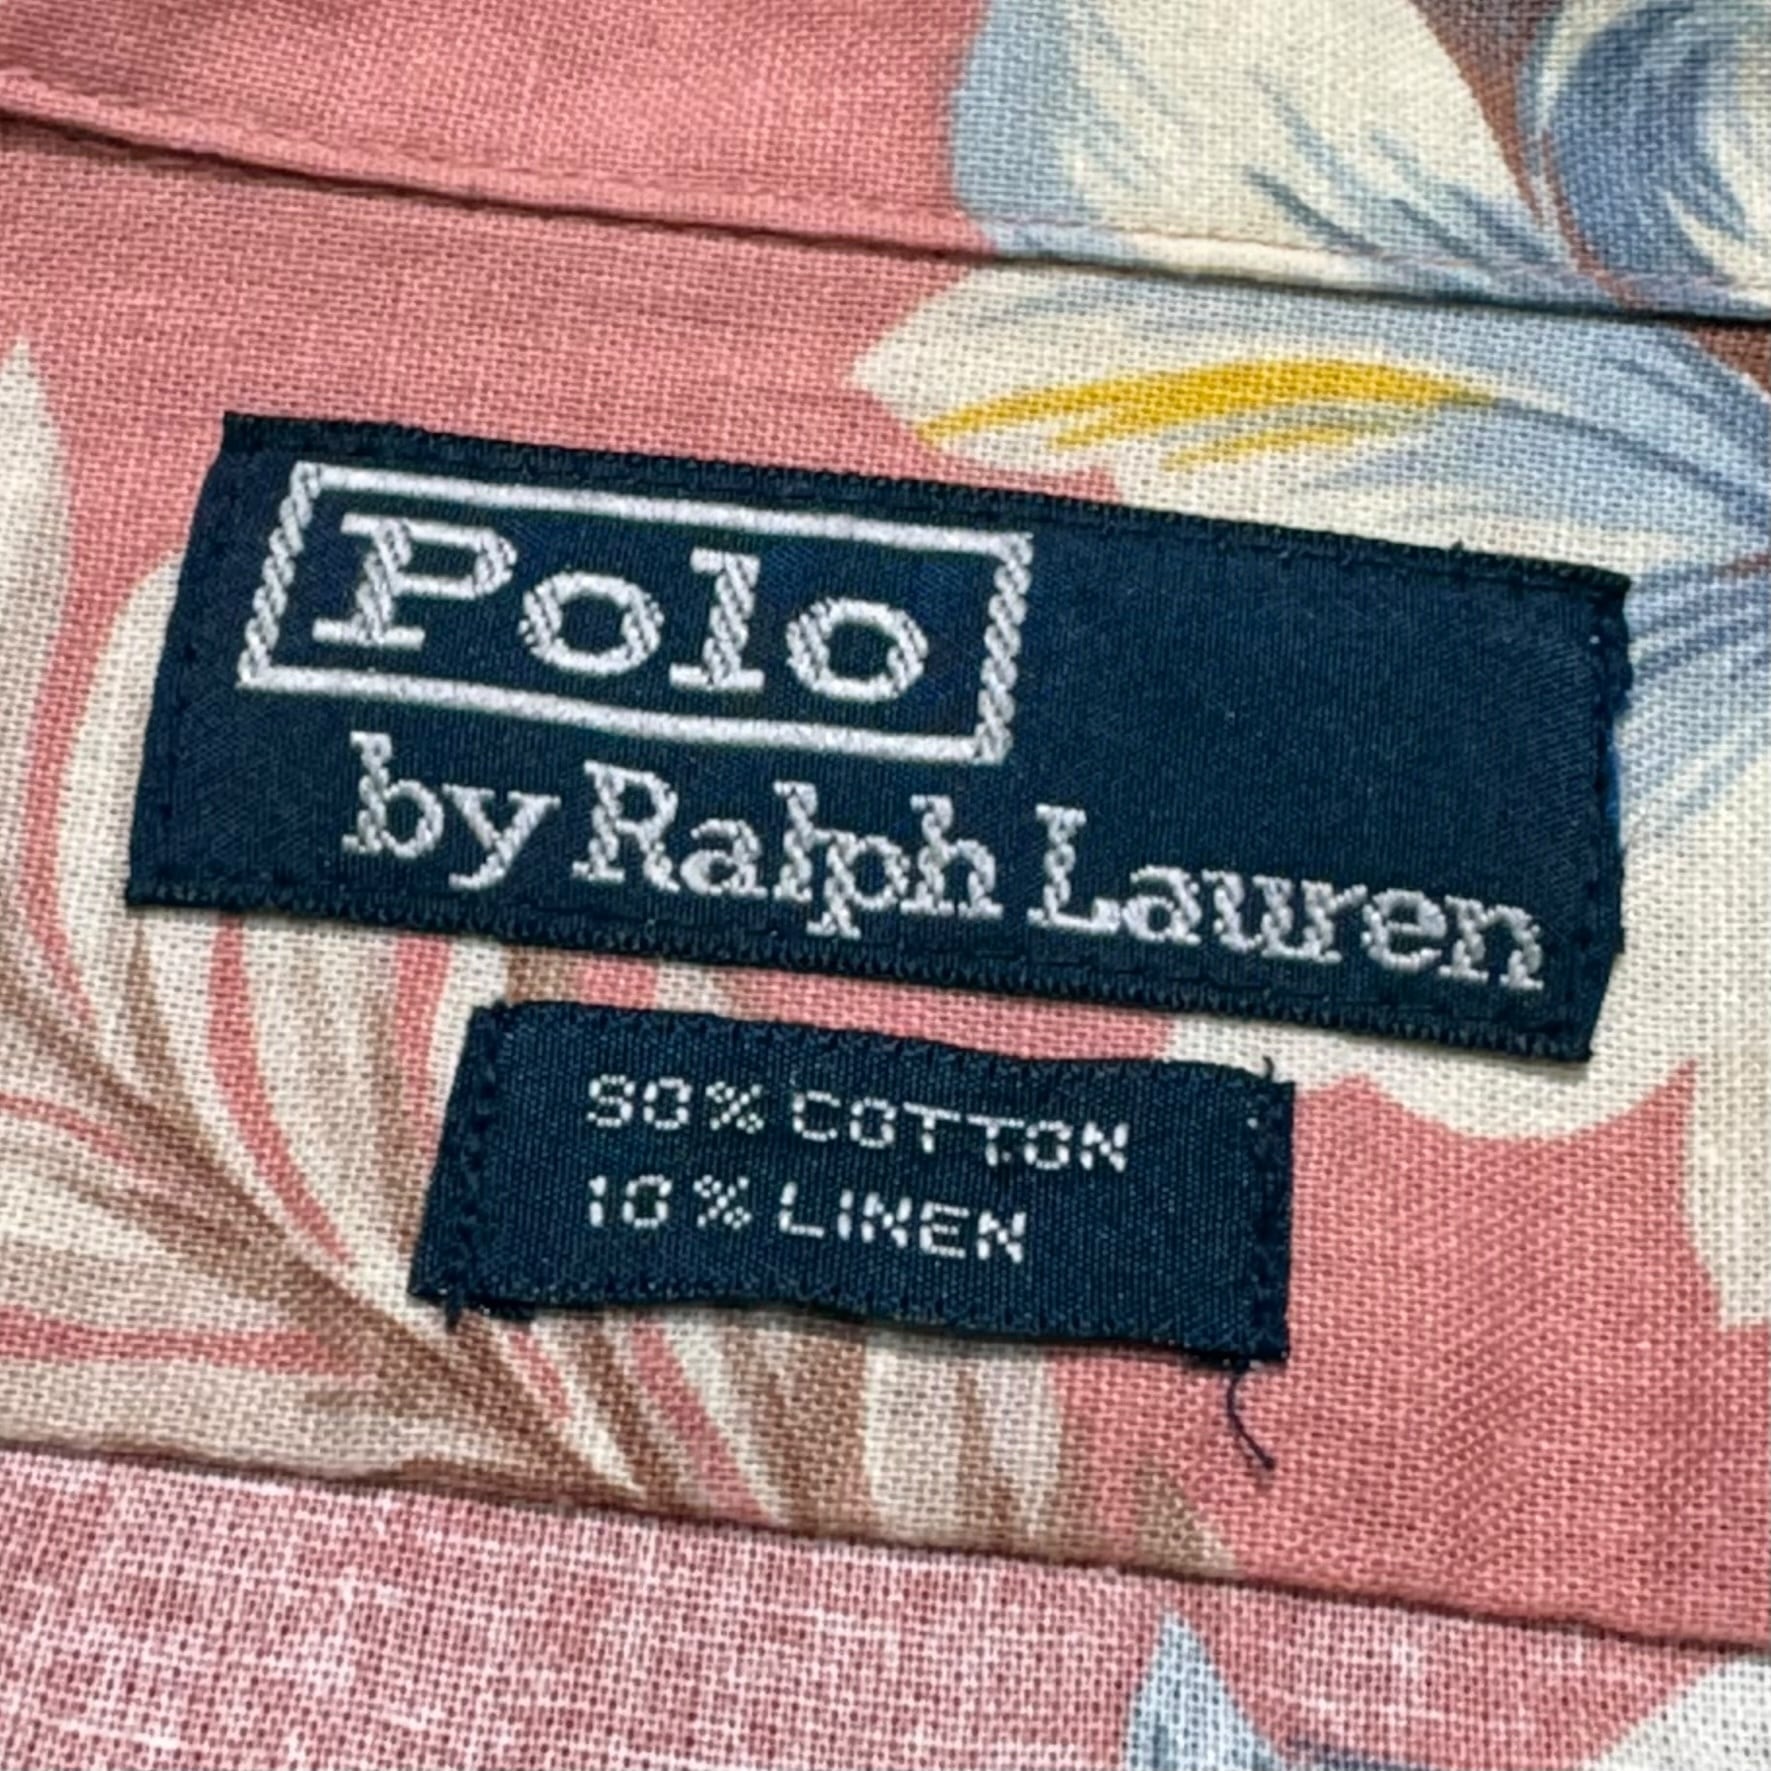 Polo
by Ralph Lauren
90% COTTON
10% LINEN